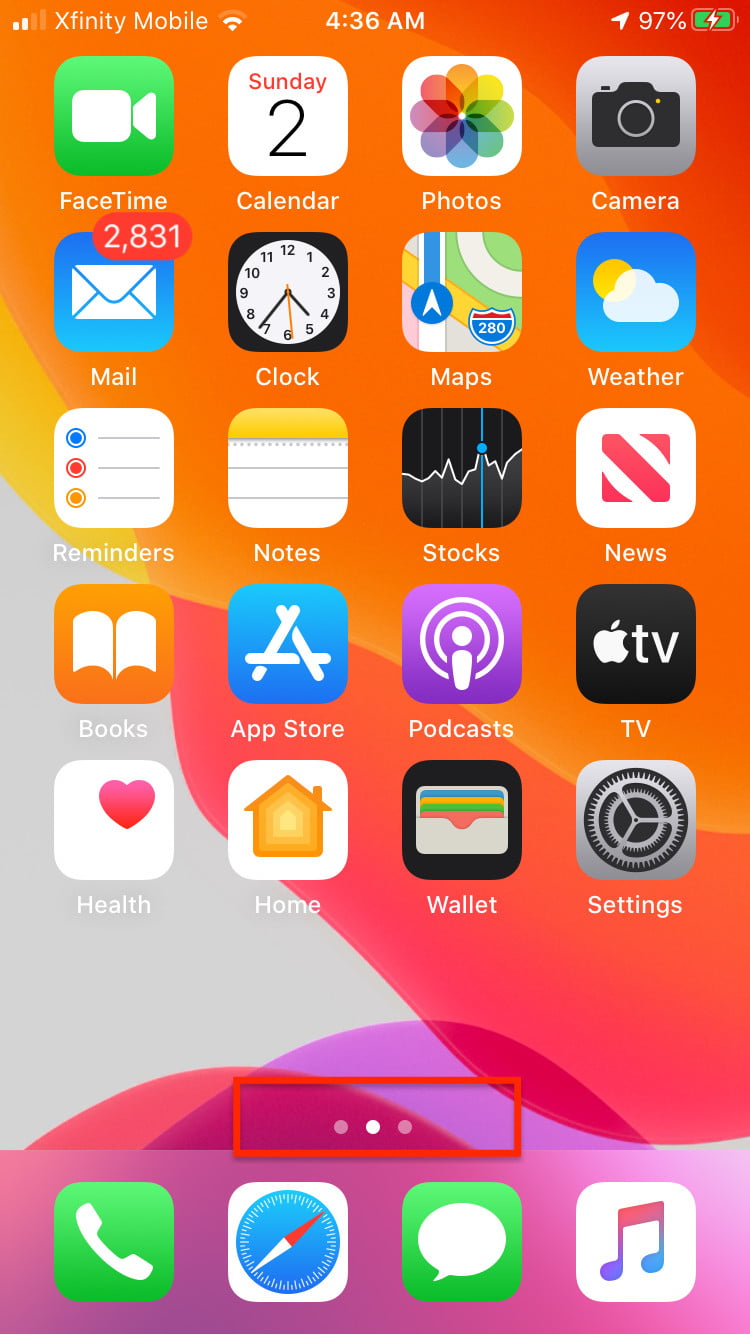 Xfinity Mobile 4:36 AM 97%
Sunday
2
FaceTime Calendar Photos Camera
2,831
12
11 1
10 2
9 3
8 4
7 5
6
280
Mail Clock Maps Weather
Reminders Notes Stocks News
tv
Books App Store Podcasts TV
Health Home Wallet Settings